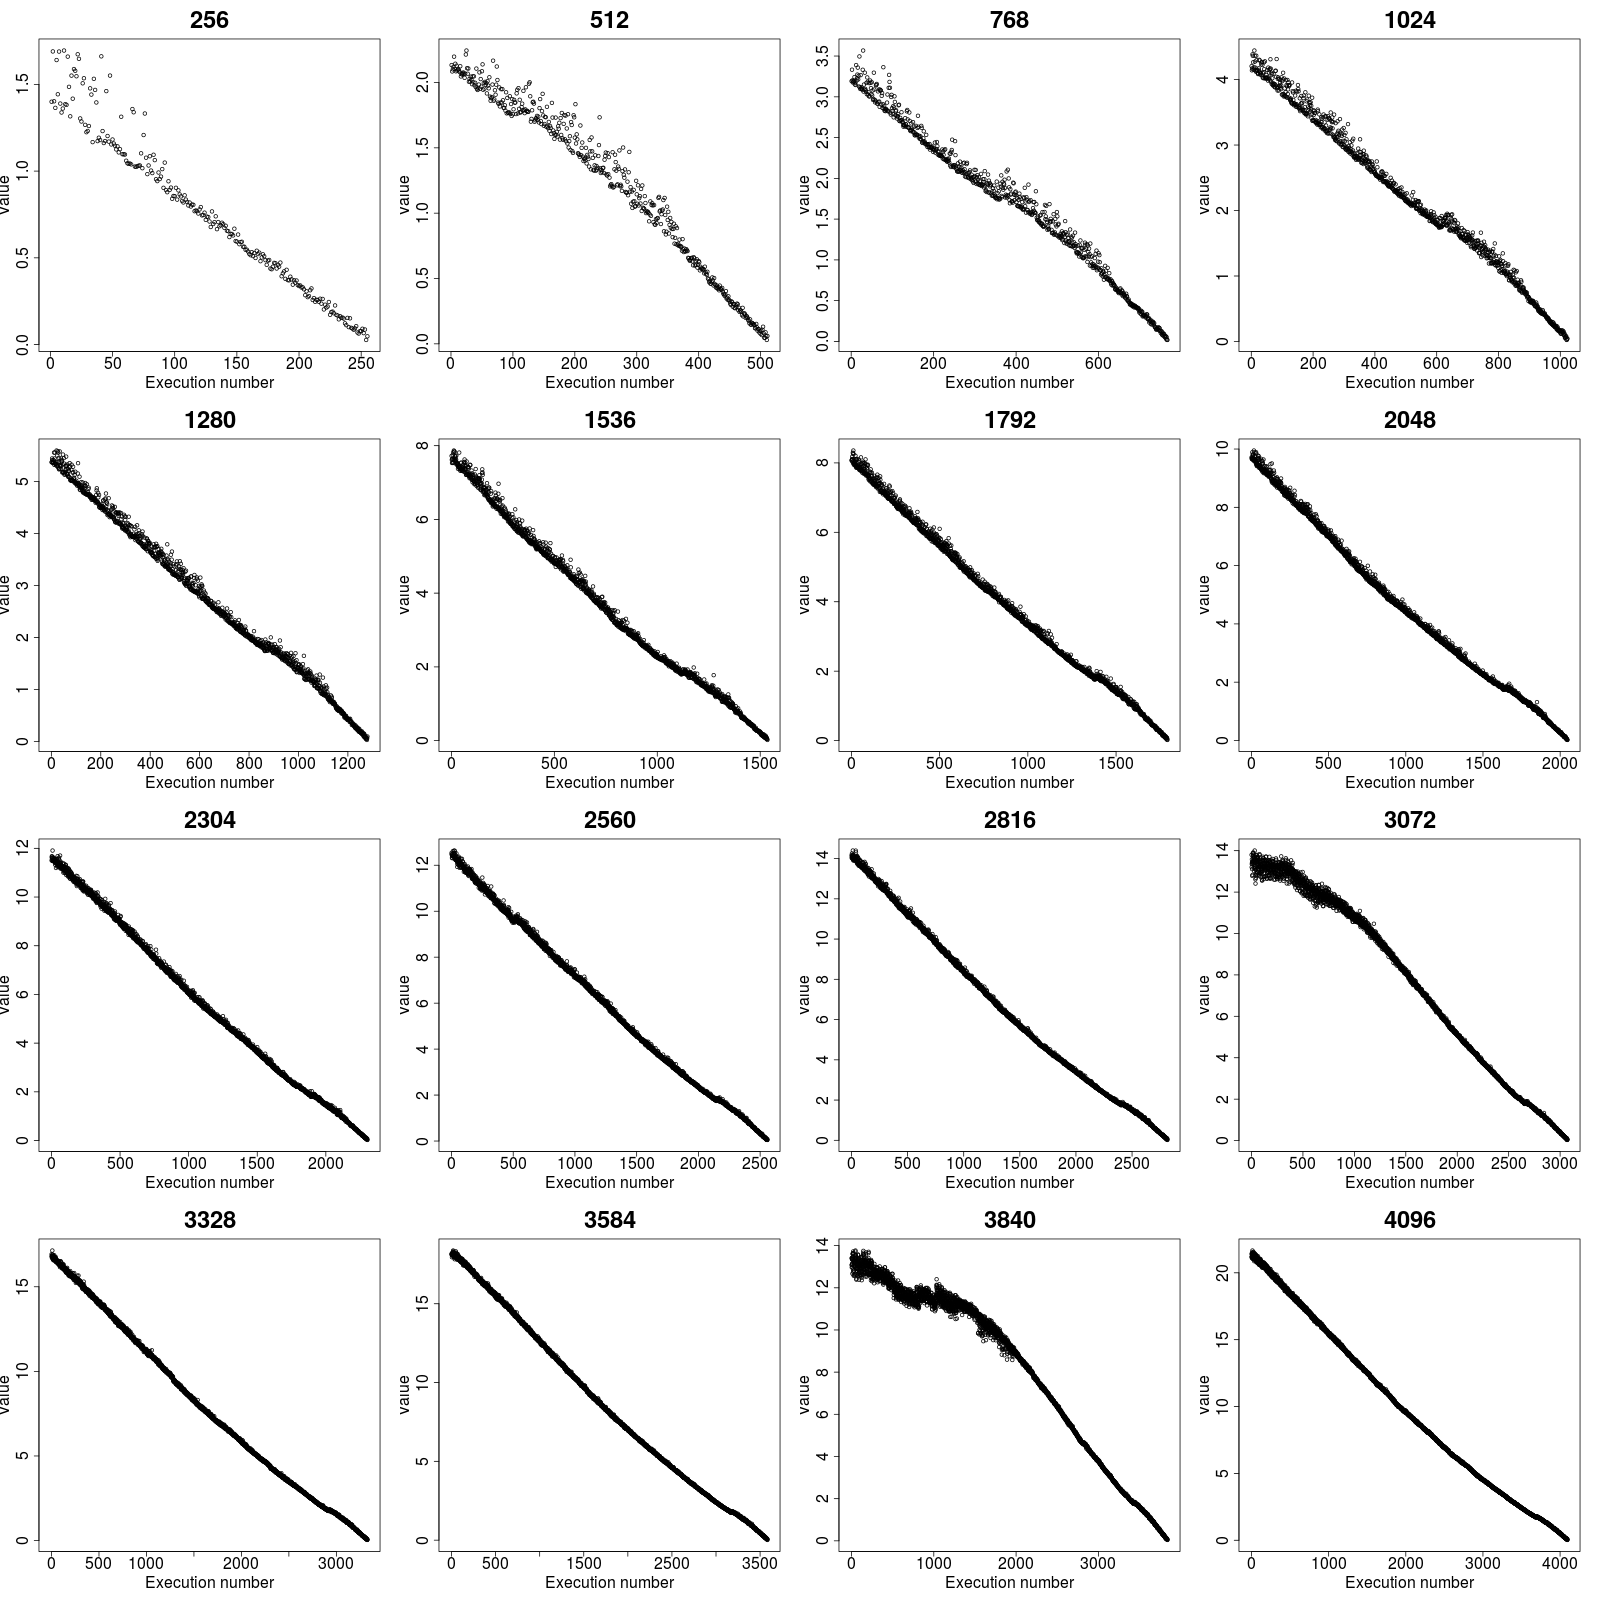 256 512 768 1024
value 0.0 0.5 1.0 1.5
value 0.0 0.5 1.0 1.5 2.0
value 0.0 0.5 1.0 1.5 2.0 2.5 3.0 3.5
value 0 1 2 3 4
0 50 100 150 200 250
0 100 200 300 400 500
0 200 400 600
0 200 400 600 800 1000
Execution number Execution number Execution number Execution number
1280 1536 1792 2048
value 0 1 2 3 4 5
value 0 2 4 6 8
value 0 2 4 6 8
value 0 2 4 6 8 10
0 200 400 600 800 1000 1200
0 500 1000 1500
0 500 1000 1500
0 500 1000 1500 2000
Execution number Execution number Execution number Execution number
2304 2560 2816 3072
value 0 2 4 6 8 10 12
value 0 2 4 6 8 10 12
value 0 2 4 6 8 10 12 14
value 0 2 4 6 8 10 12 14
0 500 1000 1500 2000
0 500 1000 1500 2000 2500
0 500 1000 1500 2000 2500
0 500 1000 1500 2000 2500 3000
Execution number Execution number Execution number Execution number
3328 3584 3840 4096
value 0 5 10 15
value 0 5 10 15
value 0 2 4 6 8 10 12 14
value 0 5 10 15 20
0 500 1000 2000 3000
0 500 1500 2500 3500
0 1000 2000 3000
0 1000 2000 3000 4000
Execution number Execution number Execution number Execution number